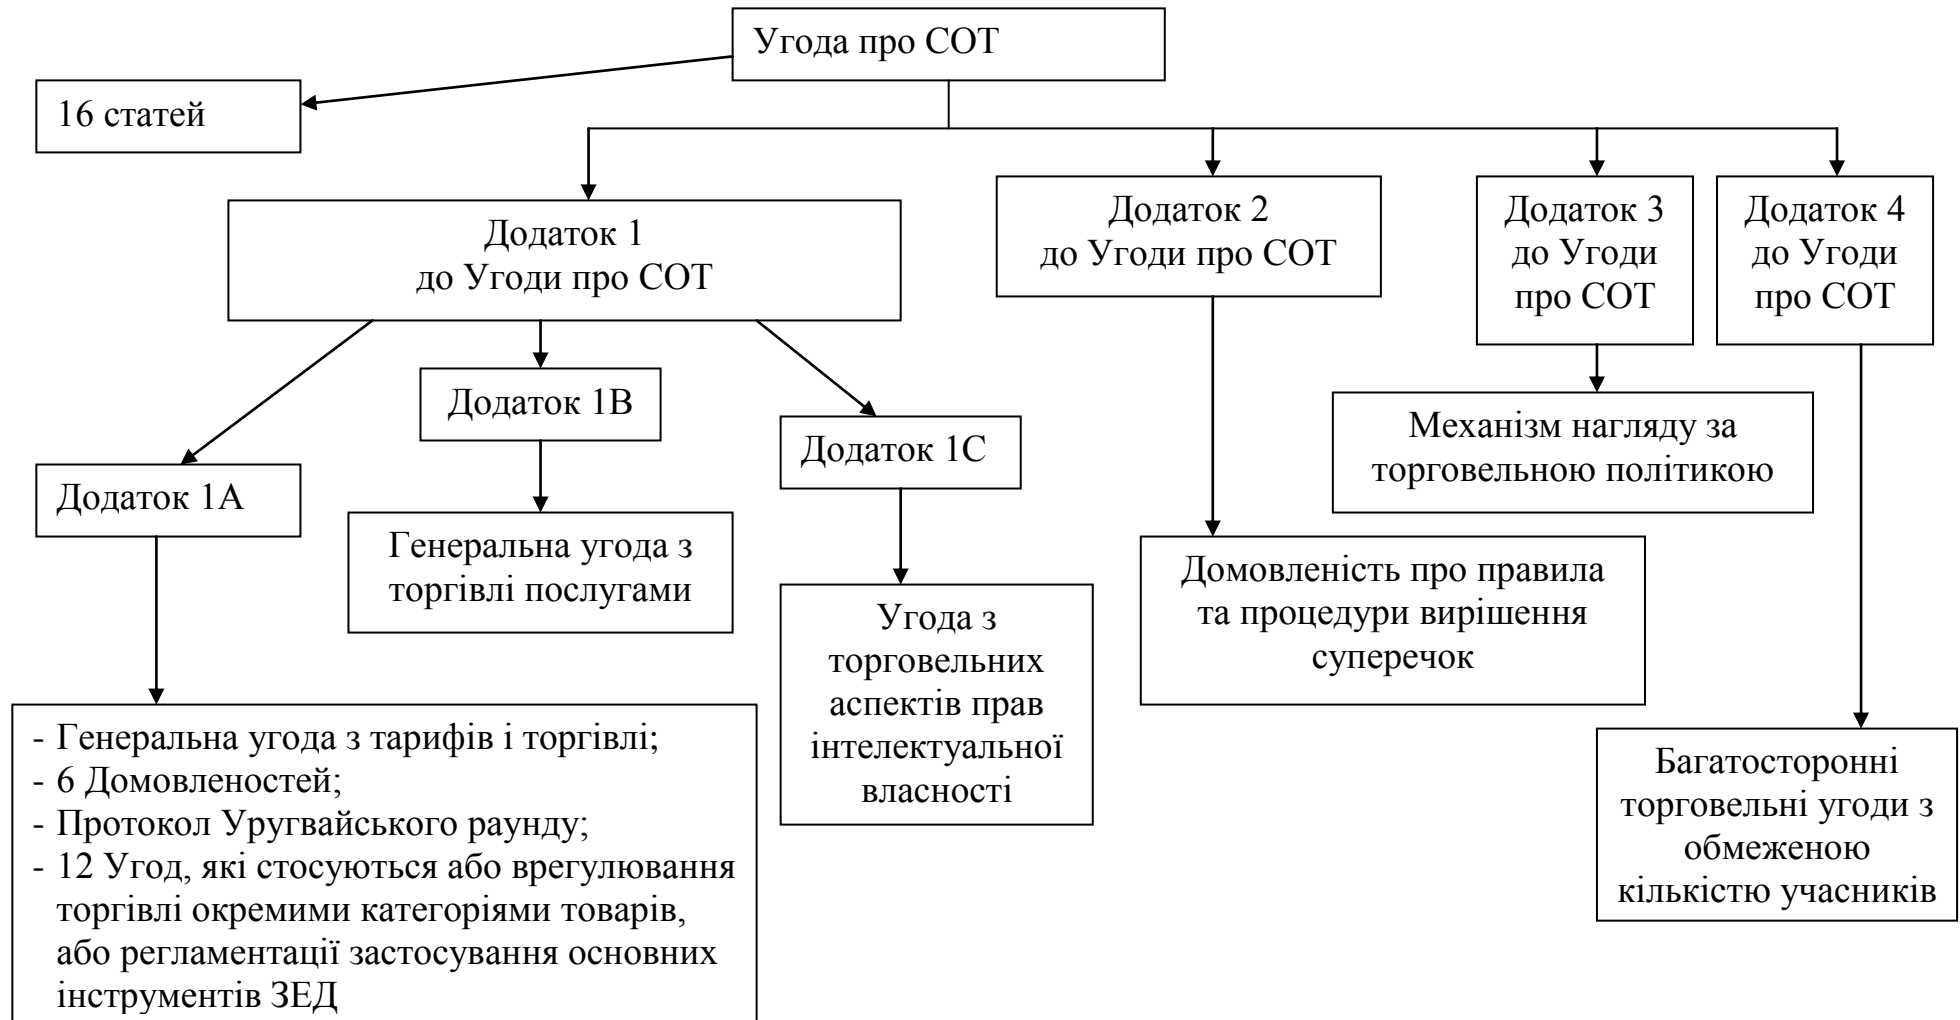 Угода про СОТ
16 статей
Додаток 1
до Угоди про СОТ
Додаток 2
до Угоди про СОТ
Додаток 3
до Угоди
про СОТ
Додаток 4
до Угоди
про СОТ
Додаток 1А
Додаток 1В
Додаток 1С
Механізм нагляду за
торговельною політикою
Генеральна угода з
торгівлі послугами
Угода з
торговельних
аспектів прав
інтелектуальної
власності
Домовленість про правила
та процедури вирішення
суперечок
- Генеральна угода з тарифів і торгівлі;
- 6 Домовленостей;
- Протокол Уругвайського раунду;
- 12 Угод, які стосуються або врегулювання
торгівлі окремими категоріями товарів,
або регламентації застосування основних
інструментів ЗЕД
Багатосторонні
торговельні угоди з
обмеженою
кількістю учасників